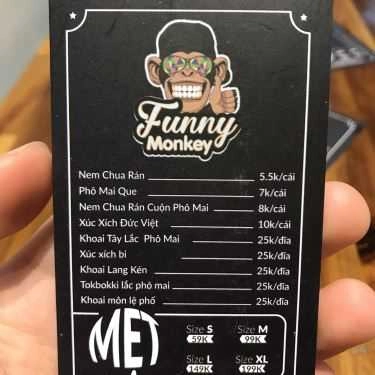 Funny
Monkey
Nem Chua Rán 5.5k/cái
Phô Mai Que 7k/cái
Nem Chua Rán Cuộn Phô Mai 8k/cái
Xúc Xích Đức Việt 10k/cái
Khoai Tây Lắc Phô Mai 25k/đĩa
Xúc xích bi 25k/đĩa
Khoai Lang Kén 25k/đĩa
Tokbokki lắc phô mai 25k/đĩa
Khoai môn lệ phố 25k/đĩa
MẸT
Size S Size M
59K 99K
Size L Size XL
149K 199K